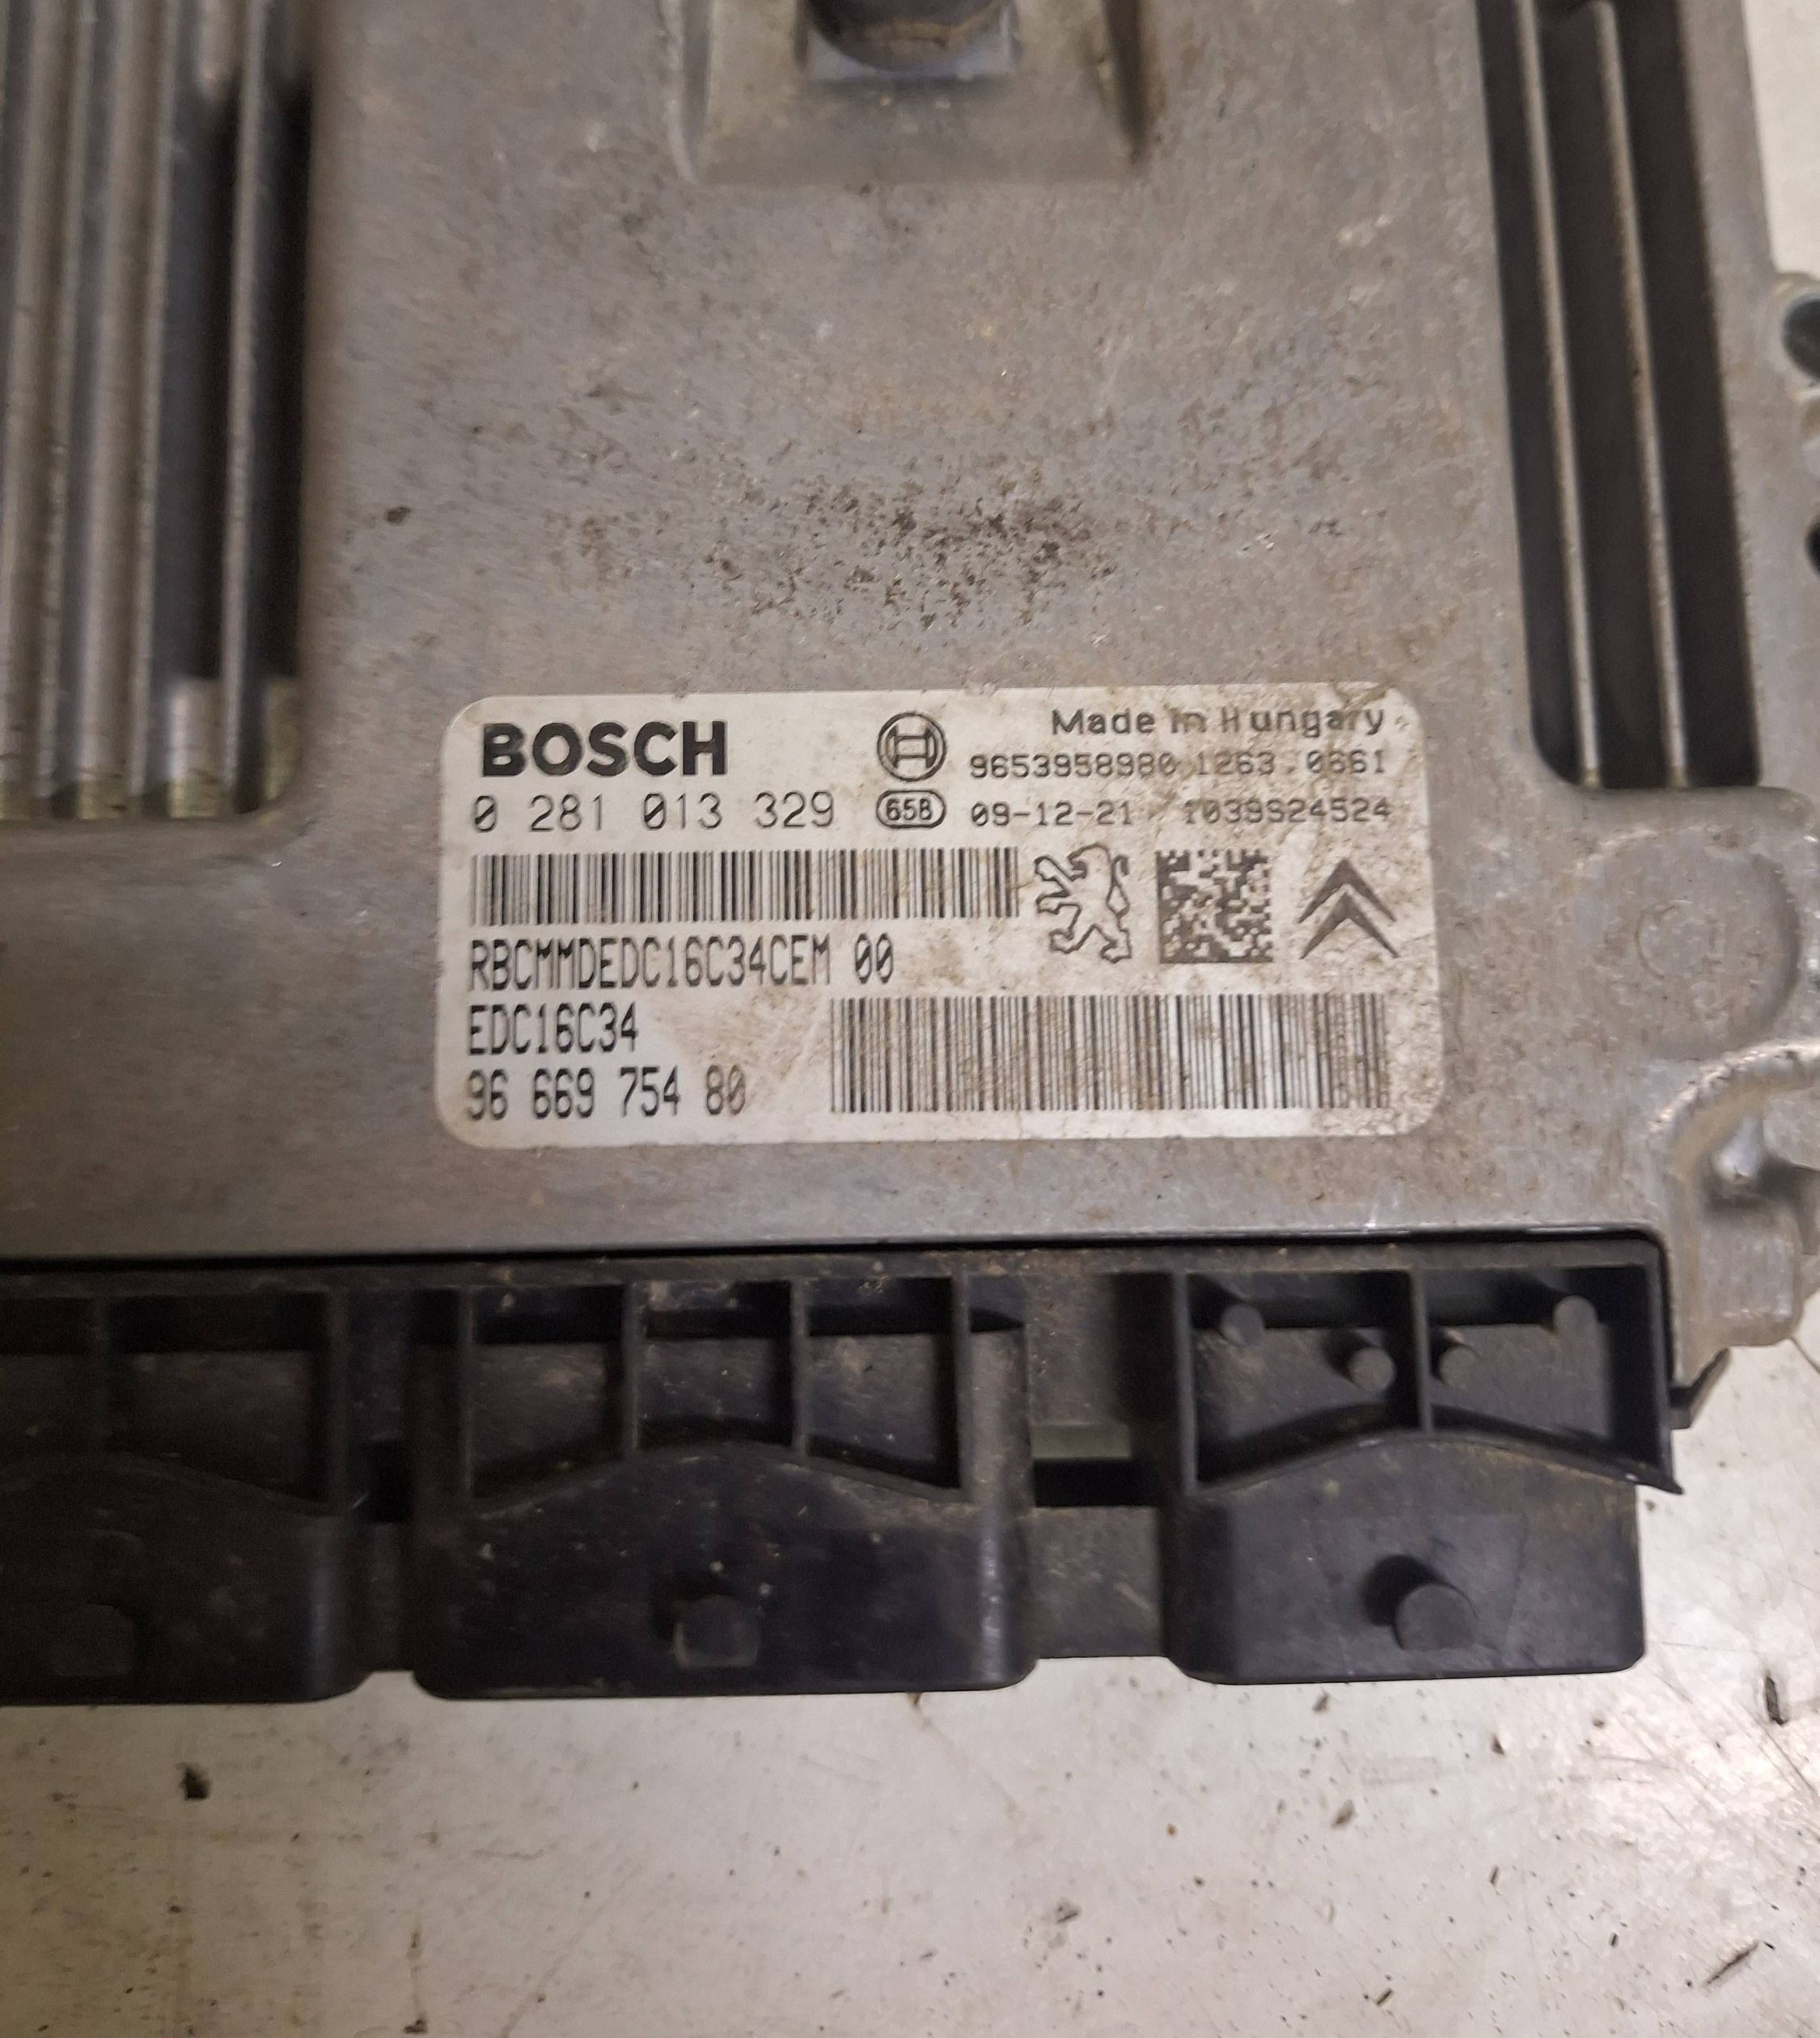 BOSCH
Made in Hungary
9653958980 1263.0661
0 281 013 329
65B
09-12-21
1039S24524
RBCMMDEDC16C34CEM 00
EDC16C34
96 669 754 80